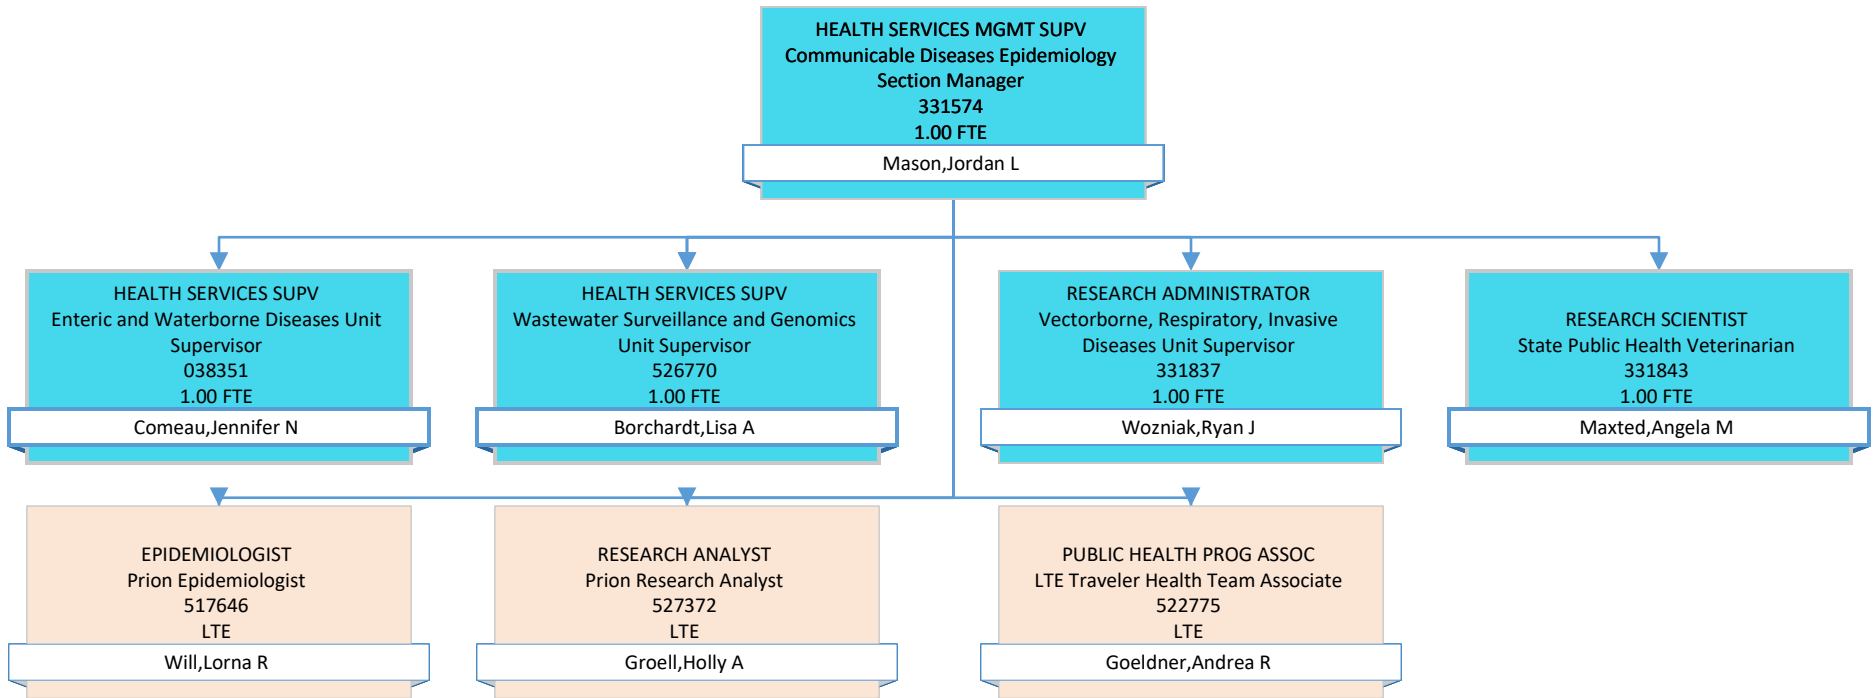 HEALTH SERVICES MGMT SUPV
Communicable Diseases Epidemiology
Section Manager
331574
1.00 FTE
Mason,Jordan L
HEALTH SERVICES SUPV
Enteric and Waterborne Diseases Unit
Supervisor
038351
1.00 FTE
Comeau,Jennifer N
HEALTH SERVICES SUPV
Wastewater Surveillance and Genomics
Unit Supervisor
526770
1.00 FTE
Borchardt,Lisa A
RESEARCH ADMINISTRATOR
Vectorborne, Respiratory, Invasive
Diseases Unit Supervisor
331837
1.00 FTE
Wozniak,Ryan J
RESEARCH SCIENTIST
State Public Health Veterinarian
331843
1.00 FTE
Maxted,Angela M
EPIDEMIOLOGIST
Prion Epidemiologist
517646
LTE
Will,Lorna R
RESEARCH ANALYST
Prion Research Analyst
527372
LTE
Groell,Holly A
PUBLIC HEALTH PROG ASSOC
LTE Traveler Health Team Associate
522775
LTE
Goeldner,Andrea R